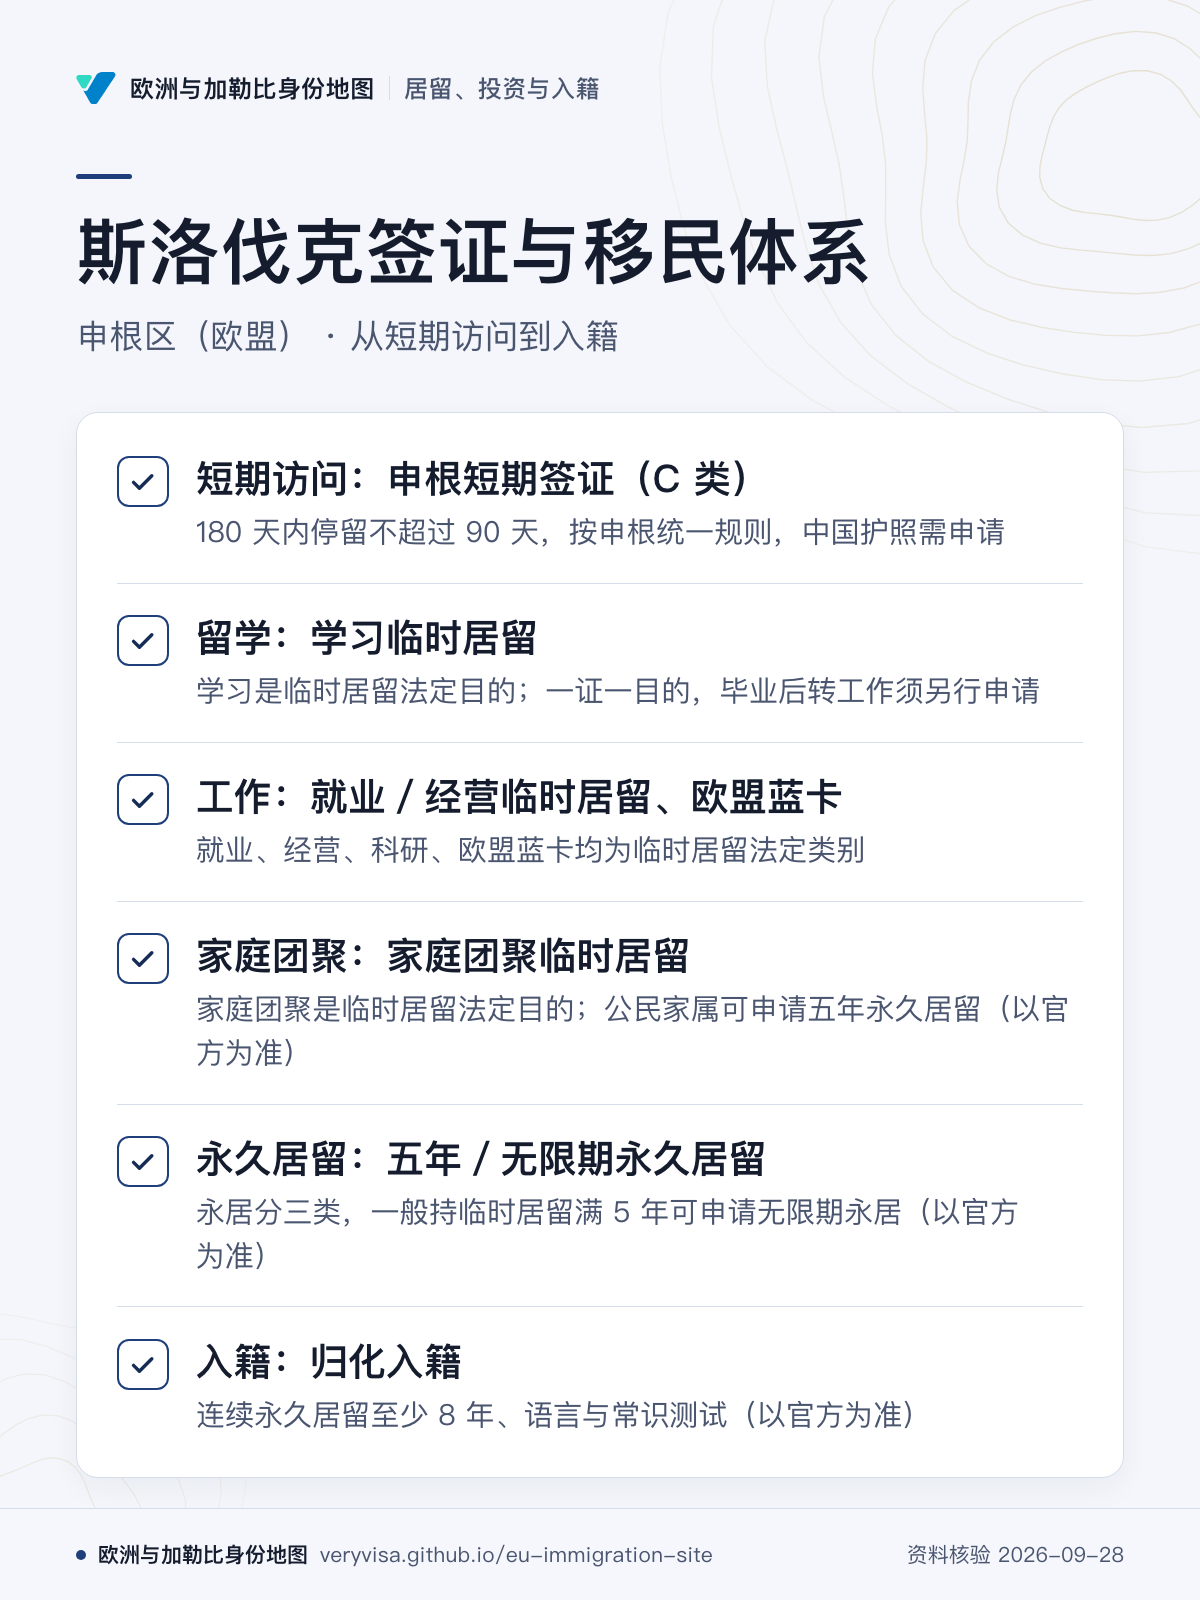 欧洲与加勒比身份地图 居留、投资与入籍
斯洛伐克签证与移民体系
申根区（欧盟） · 从短期访问到入籍
短期访问：申根短期签证（C 类）
180 天内停留不超过 90 天，按申根统一规则，中国护照需申请
留学：学习临时居留
学习是临时居留法定目的；一证一目的，毕业后转工作须另行申请
工作：就业 / 经营临时居留、欧盟蓝卡
就业、经营、科研、欧盟蓝卡均为临时居留法定类别
家庭团聚：家庭团聚临时居留
家庭团聚是临时居留法定目的；公民家属可申请五年永久居留（以官
方为准）
永久居留：五年 / 无限期永久居留
永居分三类，一般持临时居留满 5 年可申请无限期永居（以官方
为准）
入籍：归化入籍
连续永久居留至少 8 年、语言与常识测试（以官方为准）
欧洲与加勒比身份地图 veryvisa.github.io/eu-immigration-site 资料核验 2026-09-28